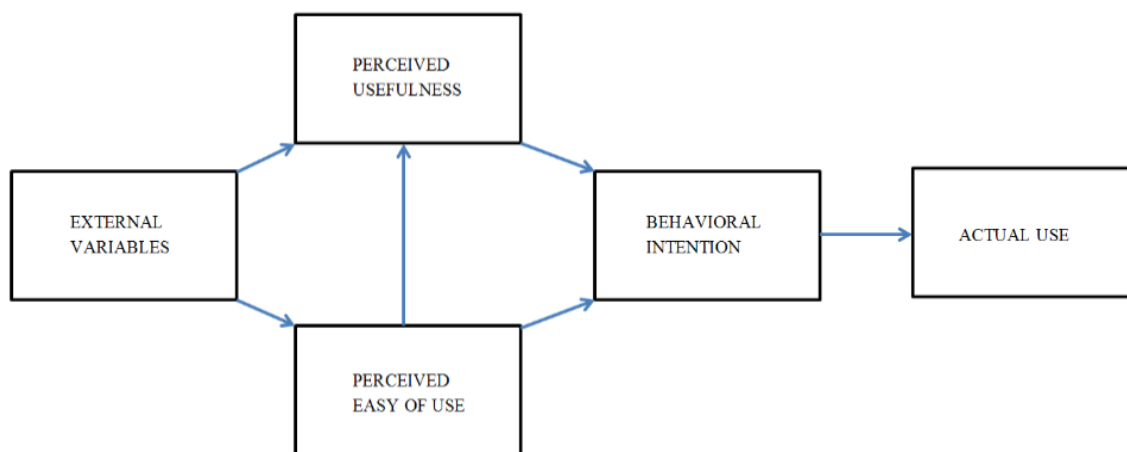 PERCEIVED
USEFULNESS
EXTERNAL
VARIABLES
BEHAVIORAL
INTENTION
ACTUAL USE
PERCEIVED
EASY OF USE